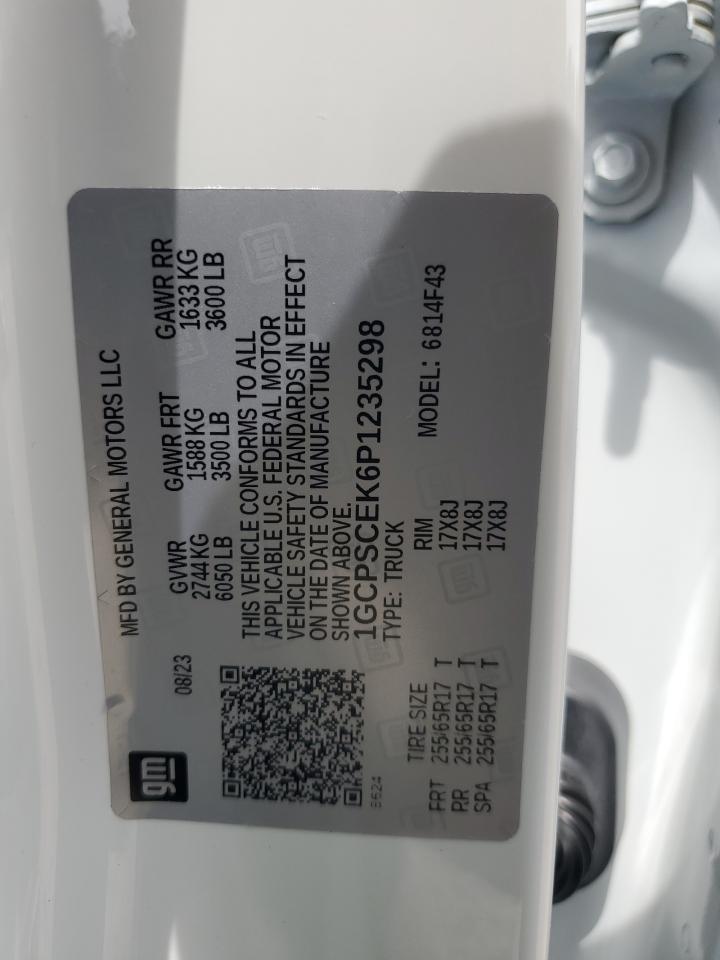 gm
08/23
MFD BY GENERAL MOTORS LLC
GVWR GAWR FRT GAWR RR
2744 KG 1588 KG 1633 KG
6050 LB 3500 LB 3600 LB
THIS VEHICLE CONFORMS TO ALL
APPLICABLE U.S. FEDERAL MOTOR
VEHICLE SAFETY STANDARDS IN EFFECT
ON THE DATE OF MANUFACTURE
SHOWN ABOVE.
1GCPSCEK6P1235298
TYPE: TRUCK MODEL: 6814F43
6624
TIRE SIZE RIM
FRT 255/65R17 T 17X8J
RR 255/65R17 T 17X8J
SPA 255/65R17 T 17X8J